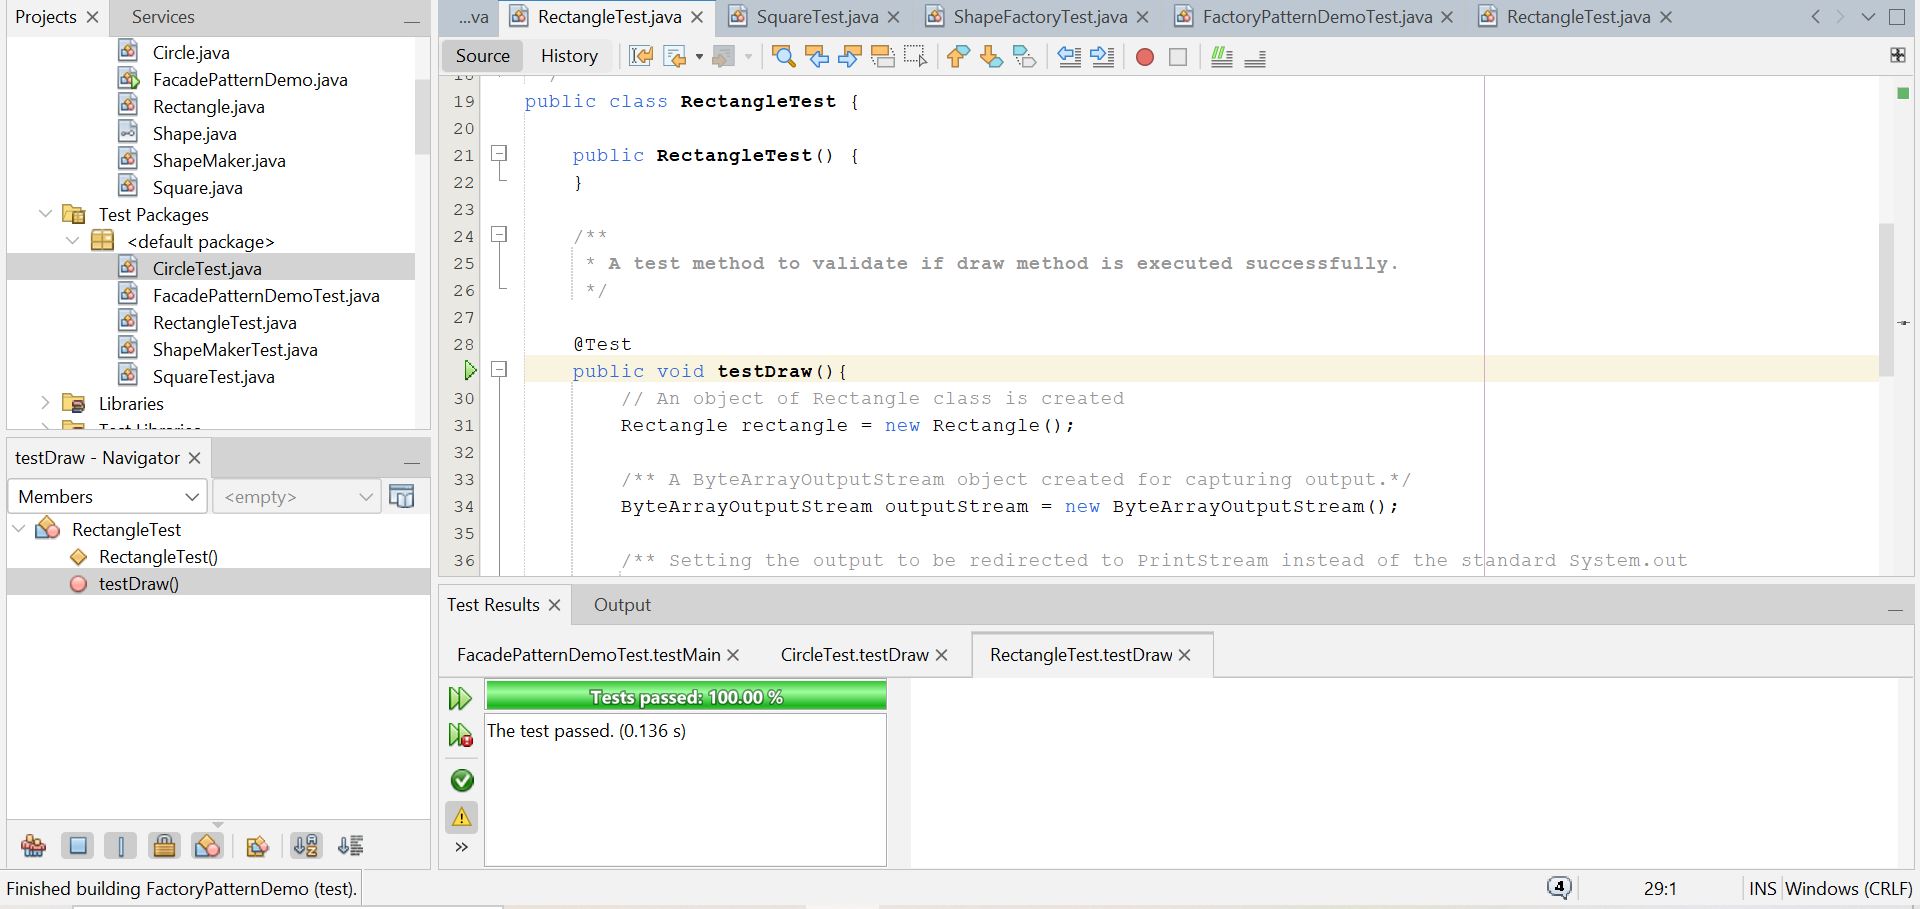 Projects Services
Circle.java
FacadePatternDemo.java
Rectangle.java
Shape.java
ShapeMaker.java
Square.java
Test Packages
<default package>
CircleTest.java
FacadePatternDemoTest.java
RectangleTest.java
ShapeMakerTest.java
SquareTest.java
Libraries
Test Libraries
testDraw - Navigator
Members <empty>
RectangleTest
RectangleTest()
testDraw()
...va RectangleTest.java SquareTest.java ShapeFactoryTest.java FactoryPatternDemoTest.java RectangleTest.java
Source History
18 */
19 public class RectangleTest {
20
21 public RectangleTest() {
22 }
23
24 /**
25 * A test method to validate if draw method is executed successfully.
26 */
27
28 @Test
public void testDraw(){
30 // An object of Rectangle class is created
31 Rectangle rectangle = new Rectangle();
32
33 /** A ByteArrayOutputStream object created for capturing output.*/
34 ByteArrayOutputStream outputStream = new ByteArrayOutputStream();
35
36 /** Setting the output to be redirected to PrintStream instead of the standard System.out
Test Results Output
FacadePatternDemoTest.testMain CircleTest.testDraw RectangleTest.testDraw
Tests passed: 100.00 %
The test passed. (0.136 s)
Finished building FactoryPatternDemo (test). 4 29:1 INS Windows (CRLF)